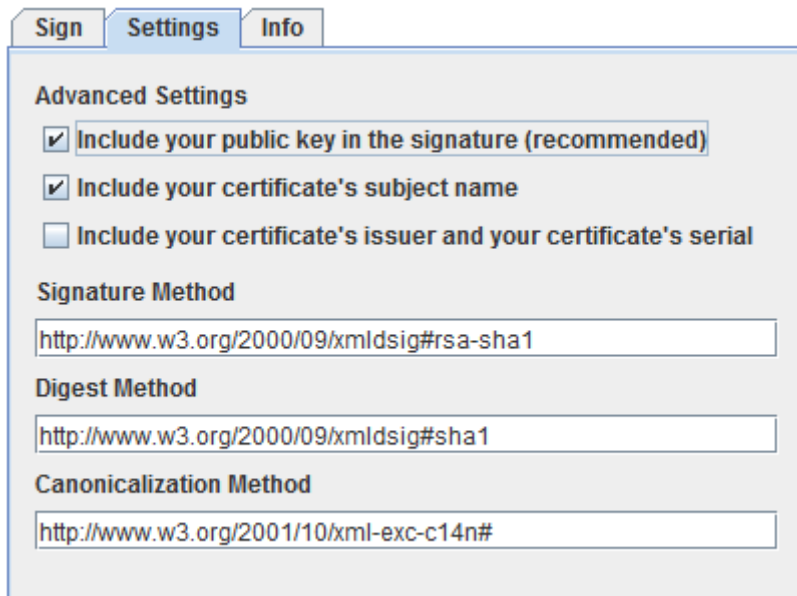 Sign Settings Info
Advanced Settings
Include your public key in the signature (recommended)
Include your certificate's subject name
Include your certificate's issuer and your certificate's serial
Signature Method
http://www.w3.org/2000/09/xmldsig#rsa-sha1
Digest Method
http://www.w3.org/2000/09/xmldsig#sha1
Canonicalization Method
http://www.w3.org/2001/10/xml-exc-c14n#